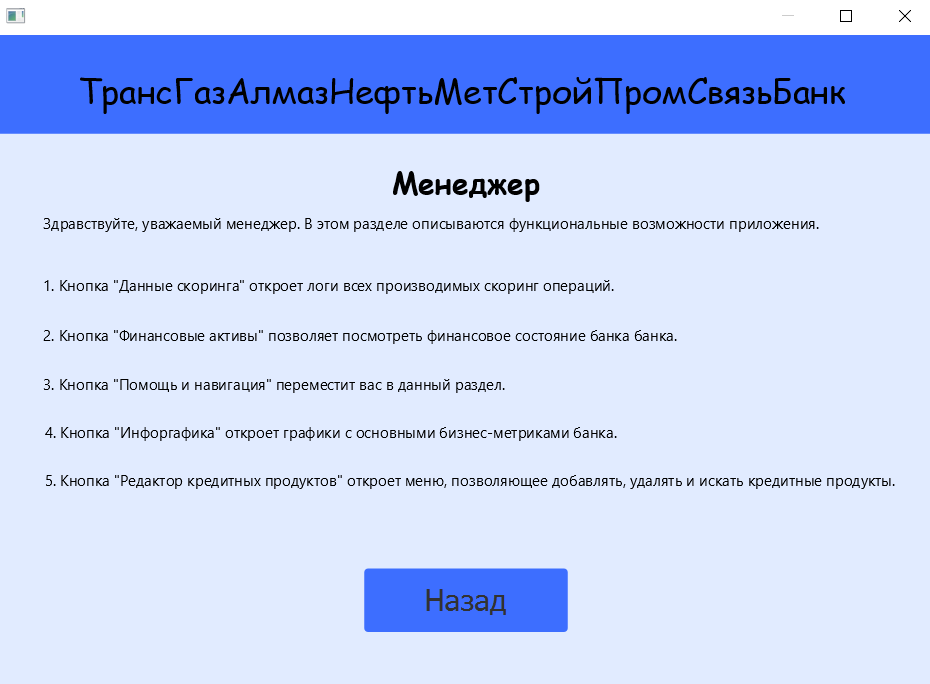 ТрансГазАлмазНефтьМетСтройПромСвязьБанк
Менеджер
Здравствуйте, уважаемый менеджер. В этом разделе описываются функциональные возможности приложения.
1. Кнопка "Данные скоринга" откроет логи всех производимых скоринг операций.
2. Кнопка "Финансовые активы" позволяет посмотреть финансовое состояние банка банка.
3. Кнопка "Помощь и навигация" переместит вас в данный раздел.
4. Кнопка "Инфоргафика" откроет графики с основными бизнес-метриками банка.
5. Кнопка "Редактор кредитных продуктов" откроет меню, позволяющее добавлять, удалять и искать кредитные продукты.
Назад